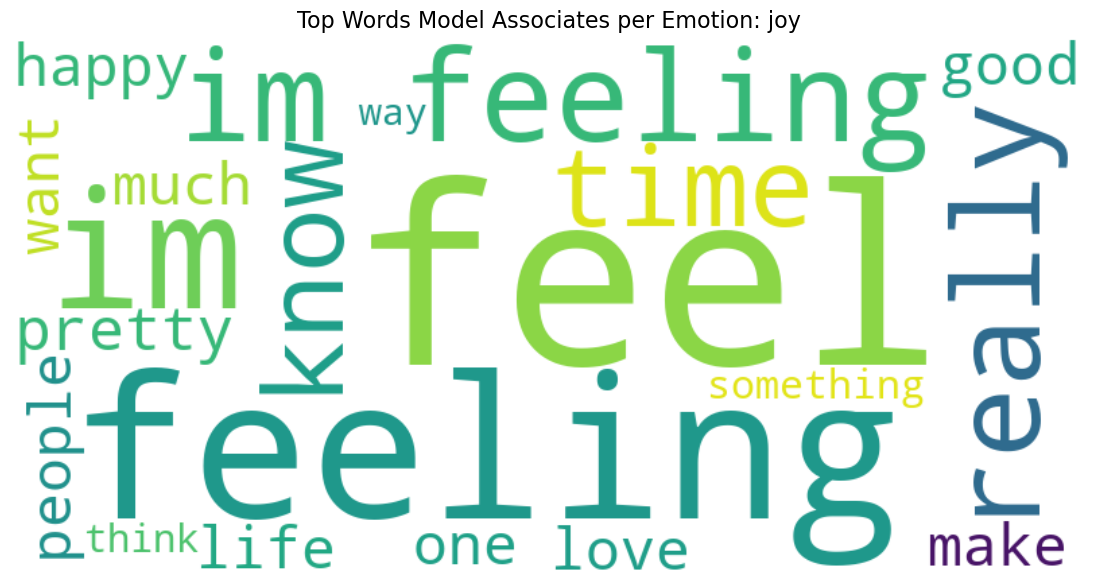 Top Words Model Associates per Emotion: joy
happy
im feeling
good
way
want
much
know
time
really
im
feel
pretty
people
something
feeling
think
life
one
love
make